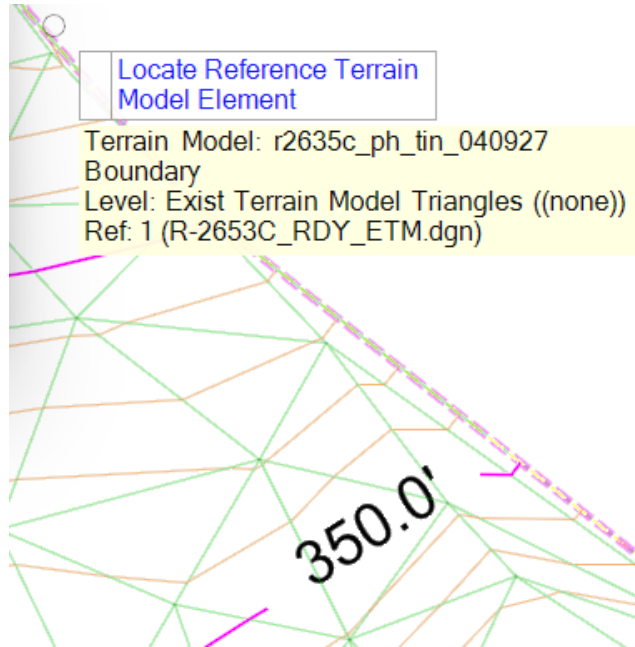 Locate Reference Terrain
Model Element
Terrain Model: r2635c_ph_tin_040927
Boundary
Level: Exist Terrain Model Triangles ((none))
Ref: 1 (R-2653C_RDY_ETM.dgn)
350.0'